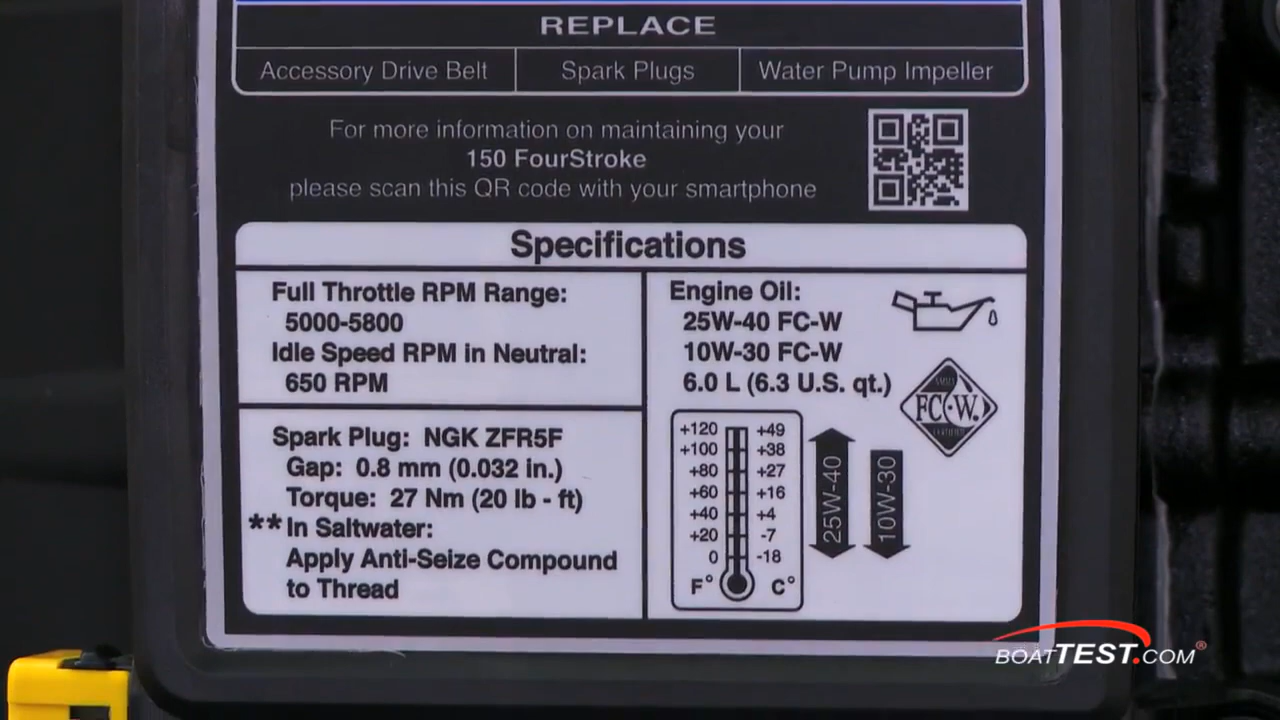 REPLACE
Accessory Drive Belt Spark Plugs Water Pump Impeller
For more information on maintaining your
150 FourStroke
please scan this QR code with your smartphone
Specifications
Full Throttle RPM Range:
5000-5800
Idle Speed RPM in Neutral:
650 RPM
Spark Plug: NGK ZFR5F
Gap: 0.8 mm (0.032 in.)
Torque: 27 Nm (20 lb - ft)
**In Saltwater:
Apply Anti-Seize Compound
to Thread
Engine Oil:
25W-40 FC-W
10W-30 FC-W
6.0 L (6.3 U.S. qt.)
FC-W
+120 +49
+100 +38
+80 +27
+60 +16
+40 +4
+20 -7
0 -18
F° C°
25W-40
10W-30
BOATTEST.COM®